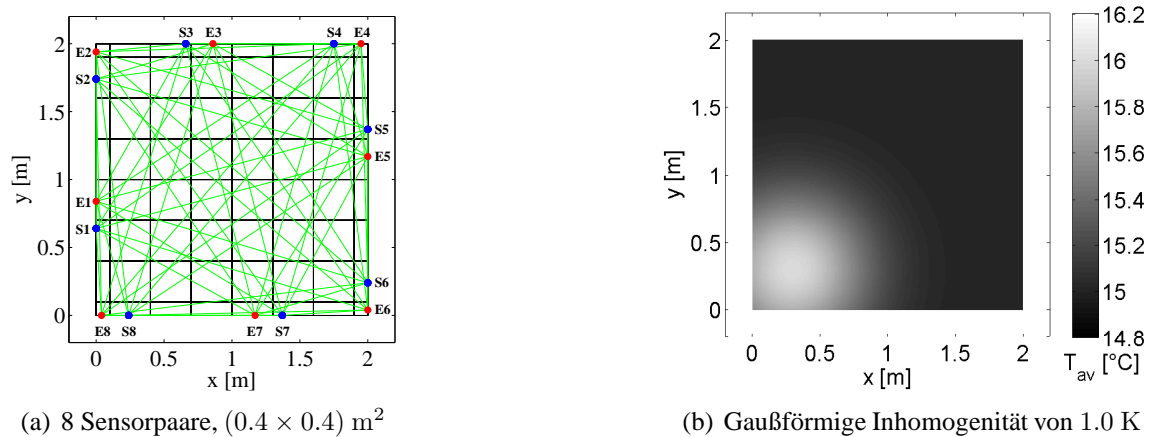 S3 E3 S4 E4
2
E2
S2
1.5
S5
E5
y [m]
1
E1
S1
0.5
S6
E6
0
E8 S8 E7 S7
0 0.5 1 1.5 2
x [m]
(a) 8 Sensorpaare, (0.4 × 0.4) m²
2
1.5
y [m]
1
0.5
0
0 0.5 1 1.5 2
x [m]
16.2
16
15.8
15.6
15.4
15.2
15
14.8
T_av [°C]
(b) Gaußförmige Inhomogenität von 1.0 K